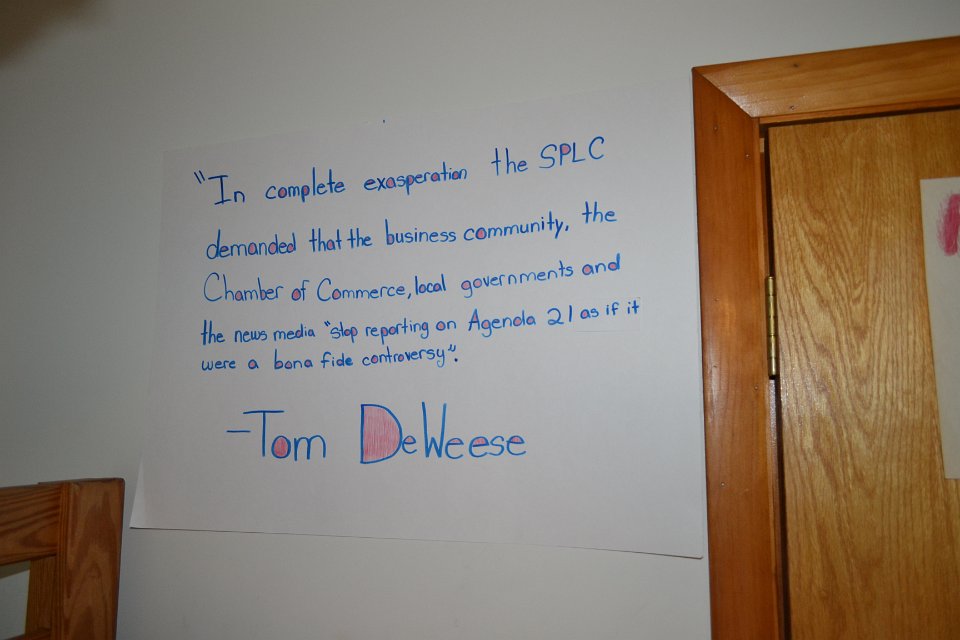 "In complete exasperation the SPLC
demanded that the business community, the
Chamber of Commerce, local governments and
the news media "stop reporting on Agenda 21 as if it
were a bona fide controversy".
-Tom DeWeese